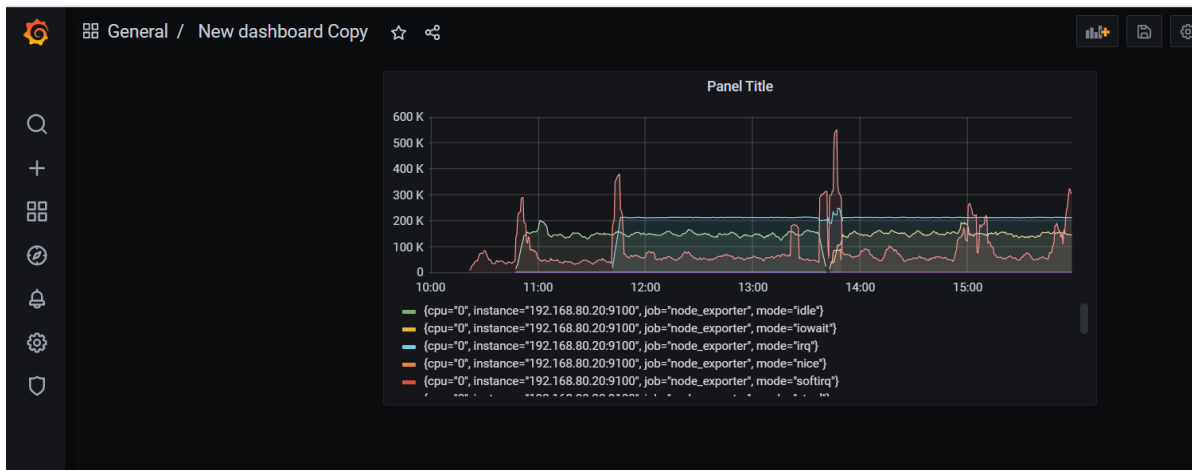 General / New dashboard Copy
Panel Title
600 K
500 K
400 K
300 K
200 K
100 K
0
10:00 11:00 12:00 13:00 14:00 15:00
{cpu="0", instance="192.168.80.20:9100", job="node_exporter", mode="idle"}
{cpu="0", instance="192.168.80.20:9100", job="node_exporter", mode="iowait"}
{cpu="0", instance="192.168.80.20:9100", job="node_exporter", mode="irq"}
{cpu="0", instance="192.168.80.20:9100", job="node_exporter", mode="nice"}
{cpu="0", instance="192.168.80.20:9100", job="node_exporter", mode="softirq"}